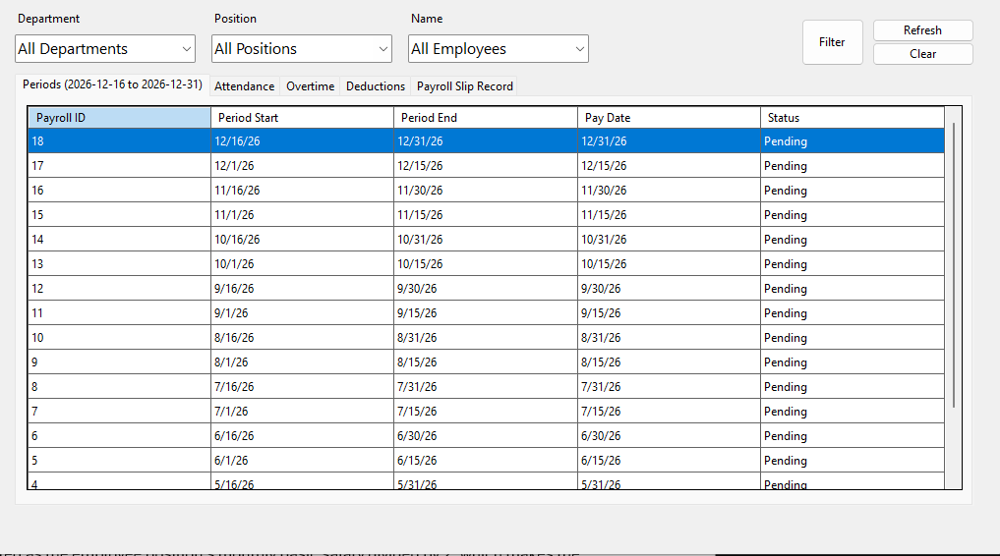 Department Position Name
All Departments All Positions All Employees Filter Refresh
Clear
Periods (2026-12-16 to 2026-12-31) Attendance Overtime Deductions Payroll Slip Record
Payroll ID Period Start Period End Pay Date Status
18 12/16/26 12/31/26 12/31/26 Pending
17 12/1/26 12/15/26 12/15/26 Pending
16 11/16/26 11/30/26 11/30/26 Pending
15 11/1/26 11/15/26 11/15/26 Pending
14 10/16/26 10/31/26 10/31/26 Pending
13 10/1/26 10/15/26 10/15/26 Pending
12 9/16/26 9/30/26 9/30/26 Pending
11 9/1/26 9/15/26 9/15/26 Pending
10 8/16/26 8/31/26 8/31/26 Pending
9 8/1/26 8/15/26 8/15/26 Pending
8 7/16/26 7/31/26 7/31/26 Pending
7 7/1/26 7/15/26 7/15/26 Pending
6 6/16/26 6/30/26 6/30/26 Pending
5 6/1/26 6/15/26 6/15/26 Pending
4 5/16/26 5/31/26 5/31/26 Pending